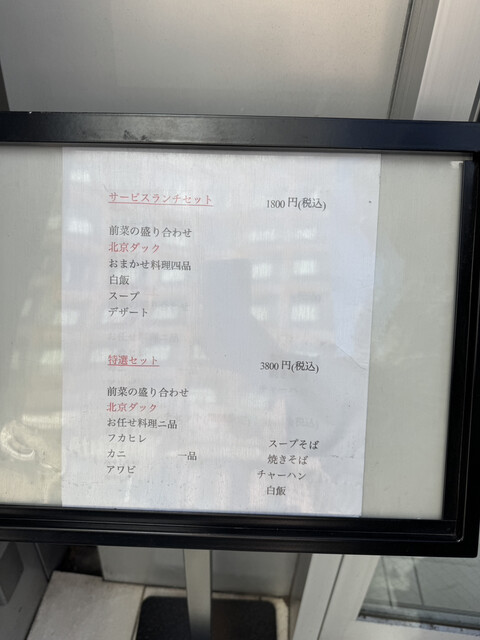 サービスランチセット 1800円(税込)
前菜の盛り合わせ
北京ダック
おまかせ料理四品
白飯
スープ
デザート
特選セット 3800円(税込)
前菜の盛り合わせ
北京ダック
お任せ料理二品
フカヒレ スープそば
カニ 一品 焼きそば
アワビ チャーハン
白飯